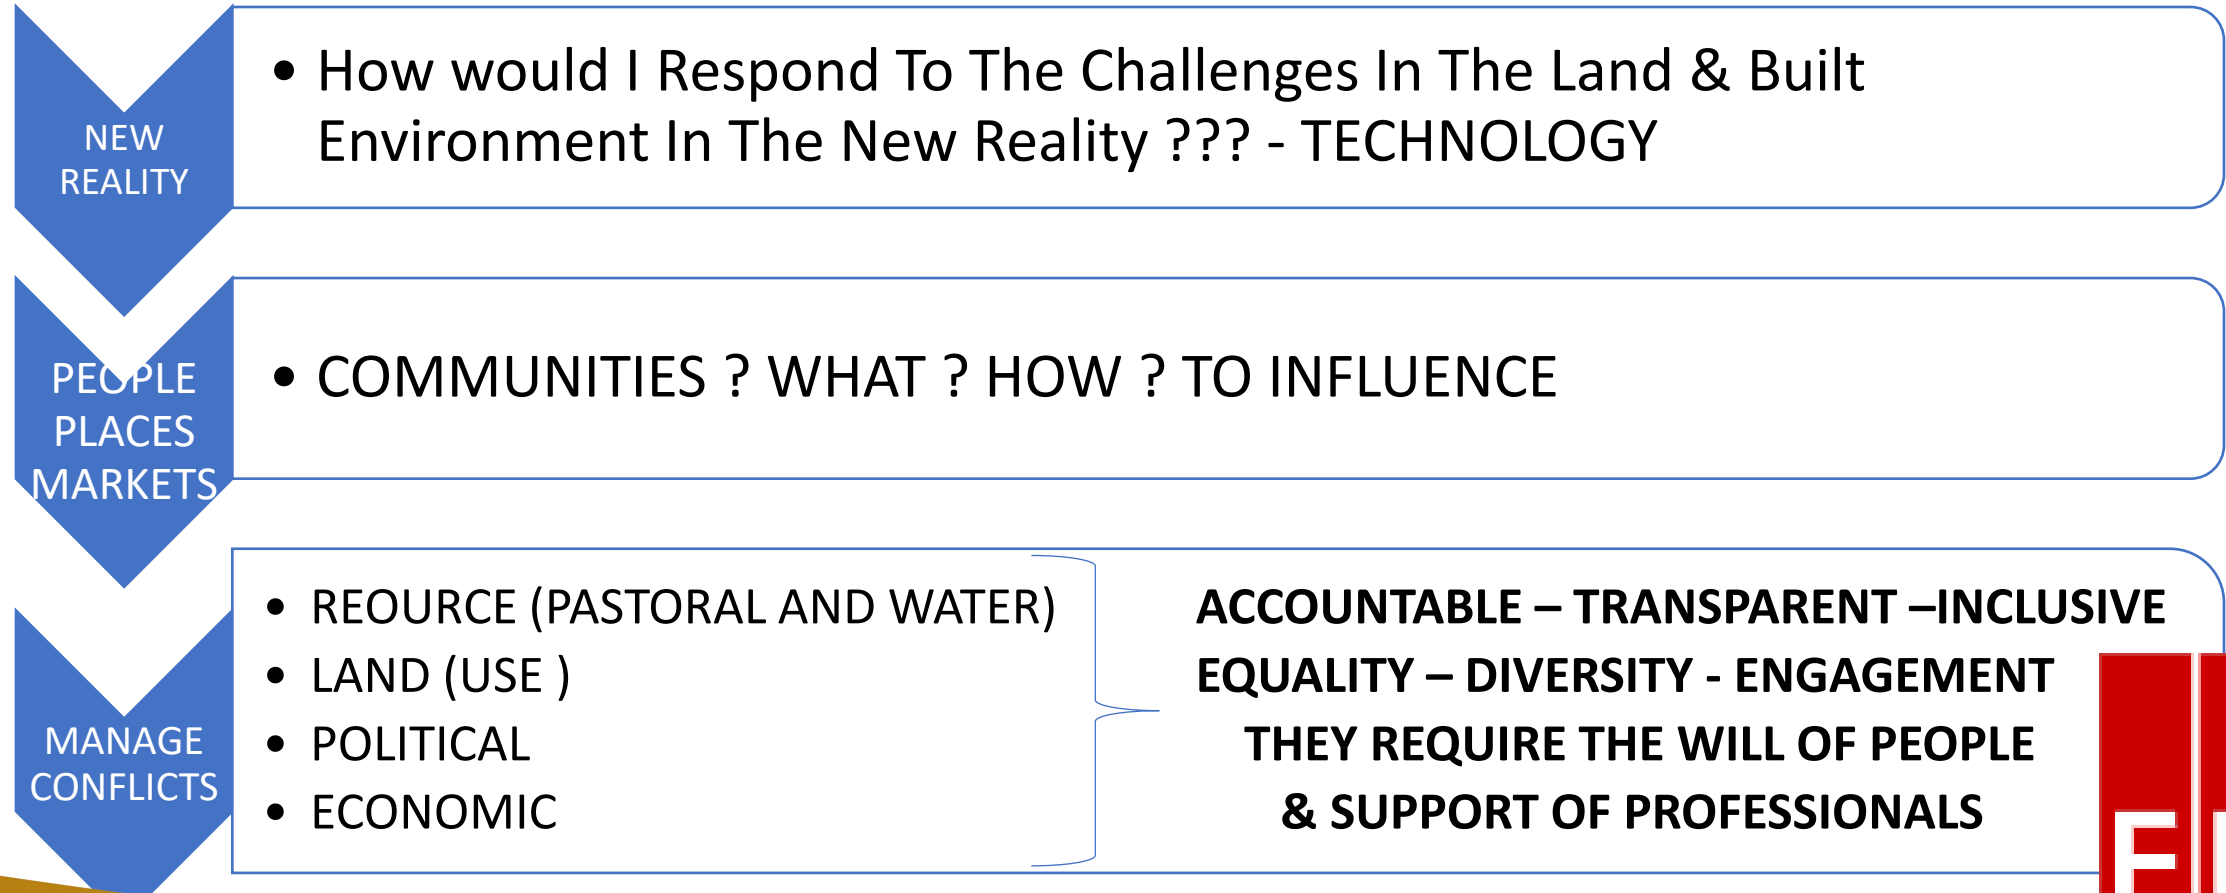 NEW
REALITY
• How would I Respond To The Challenges In The Land & Built
Environment In The New Reality ??? - TECHNOLOGY
PEOPLE
PLACES
MARKETS
• COMMUNITIES ? WHAT ? HOW ? TO INFLUENCE
MANAGE
CONFLICTS
• REOURCE (PASTORAL AND WATER)
• LAND (USE )
• POLITICAL
• ECONOMIC
ACCOUNTABLE – TRANSPARENT –INCLUSIVE
EQUALITY – DIVERSITY - ENGAGEMENT
THEY REQUIRE THE WILL OF PEOPLE
& SUPPORT OF PROFESSIONALS